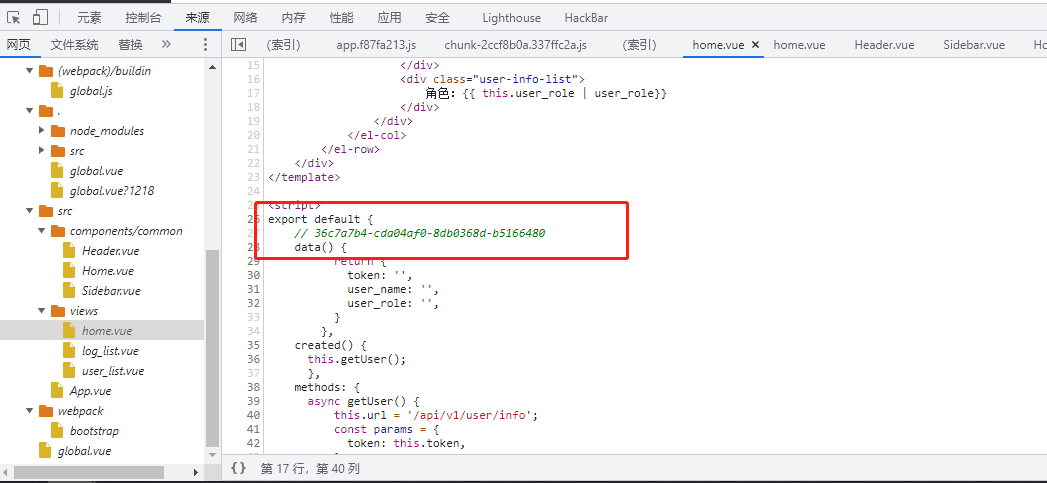 元素 控制台 来源 网络 内存 性能 应用 安全 Lighthouse HackBar
网页 文件系统 替换 (索引) app.f87fa213.js chunk-2ccf8b0a.337ffc2a.js (索引) home.vue home.vue Header.vue Sidebar.vue Ho
(webpack)/buildin
global.js
.
node_modules
src
global.vue
global.vue?1218
src
components/common
Header.vue
Home.vue
Sidebar.vue
views
home.vue
log_list.vue
user_list.vue
App.vue
webpack
bootstrap
global.vue
15 </div>
16 <div class="user-info-list">
17 角色：{{ this.user_role | user_role}}
18 </div>
19 </div>
20 </el-col>
21 </el-row>
22 </div>
23 </template>
24
<script>
26 export default {
// 36c7a7b4-cda04af0-8db0368d-b5166480
28 data() {
29 return {
30 token: '',
31 user_name: '',
32 user_role: '',
33 }
34 },
35 created() {
36 this.getUser();
37 },
38 methods: {
39 async getUser() {
40 this.url = '/api/v1/user/info';
41 const params = {
42 token: this.token,
{} 第 17 行，第 40 列